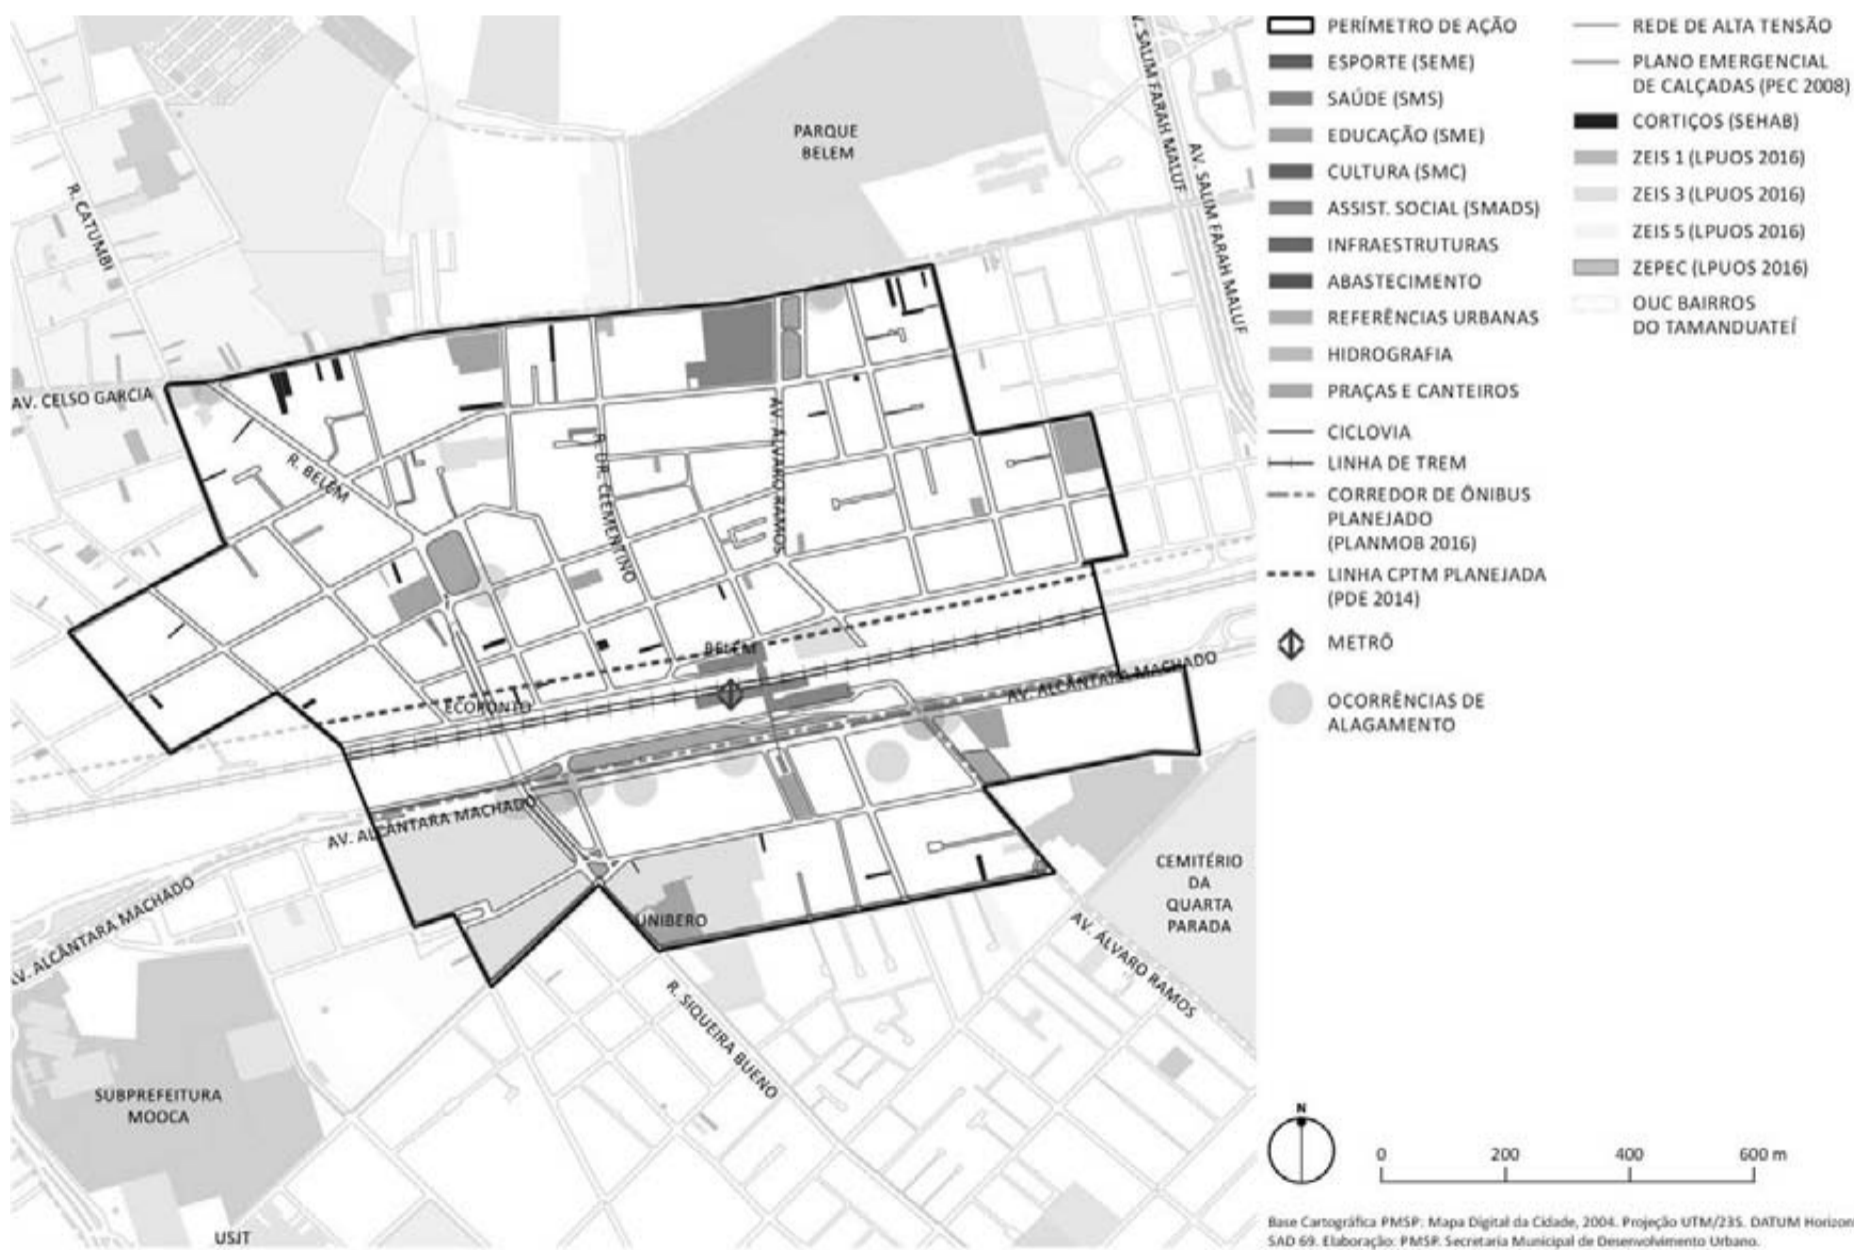 PARQUE
BELEM
AV. SALIM FARAH MALUF
AV. SALIM FARAH MALUF
R. CATUMBI
AV. CELSO GARCIA
R. BELÉM
R. DR. CLEMENTINO
AV. ÁLVARO RAMOS
BELÉM
ECOPONTO
AV. ALCÂNTARA MACHADO
AV. ALCÂNTARA MACHADO
AV. ALCÂNTARA MACHADO
UNIBERO
CEMITÉRIO
DA
QUARTA
PARADA
AV. ÁLVARO RAMOS
R. SIQUEIRA BUENO
SUBPREFEITURA
MOOCA
USJT
PERÍMETRO DE AÇÃO
ESPORTE (SEME)
SAÚDE (SMS)
EDUCAÇÃO (SME)
CULTURA (SMC)
ASSIST. SOCIAL (SMADS)
INFRAESTRUTURAS
ABASTECIMENTO
REFERÊNCIAS URBANAS
HIDROGRAFIA
PRAÇAS E CANTEIROS
CICLOVIA
LINHA DE TREM
CORREDOR DE ÔNIBUS
PLANEJADO
(PLANMOB 2016)
LINHA CPTM PLANEJADA
(PDE 2014)
METRÔ
OCORRÊNCIAS DE
ALAGAMENTO
REDE DE ALTA TENSÃO
PLANO EMERGENCIAL
DE CALÇADAS (PEC 2008)
CORTIÇOS (SEHAB)
ZEIS 1 (LPUOS 2016)
ZEIS 3 (LPUOS 2016)
ZEIS 5 (LPUOS 2016)
ZEPEC (LPUOS 2016)
OUC BAIRROS
DO TAMANDUATEÍ
N
0 200 400 600 m
Base Cartográfica PMSP: Mapa Digital da Cidade, 2004. Projeção UTM/23S. DATUM Horizon
SAD 69. Elaboração: PMSP. Secretaria Municipal de Desenvolvimento Urbano.